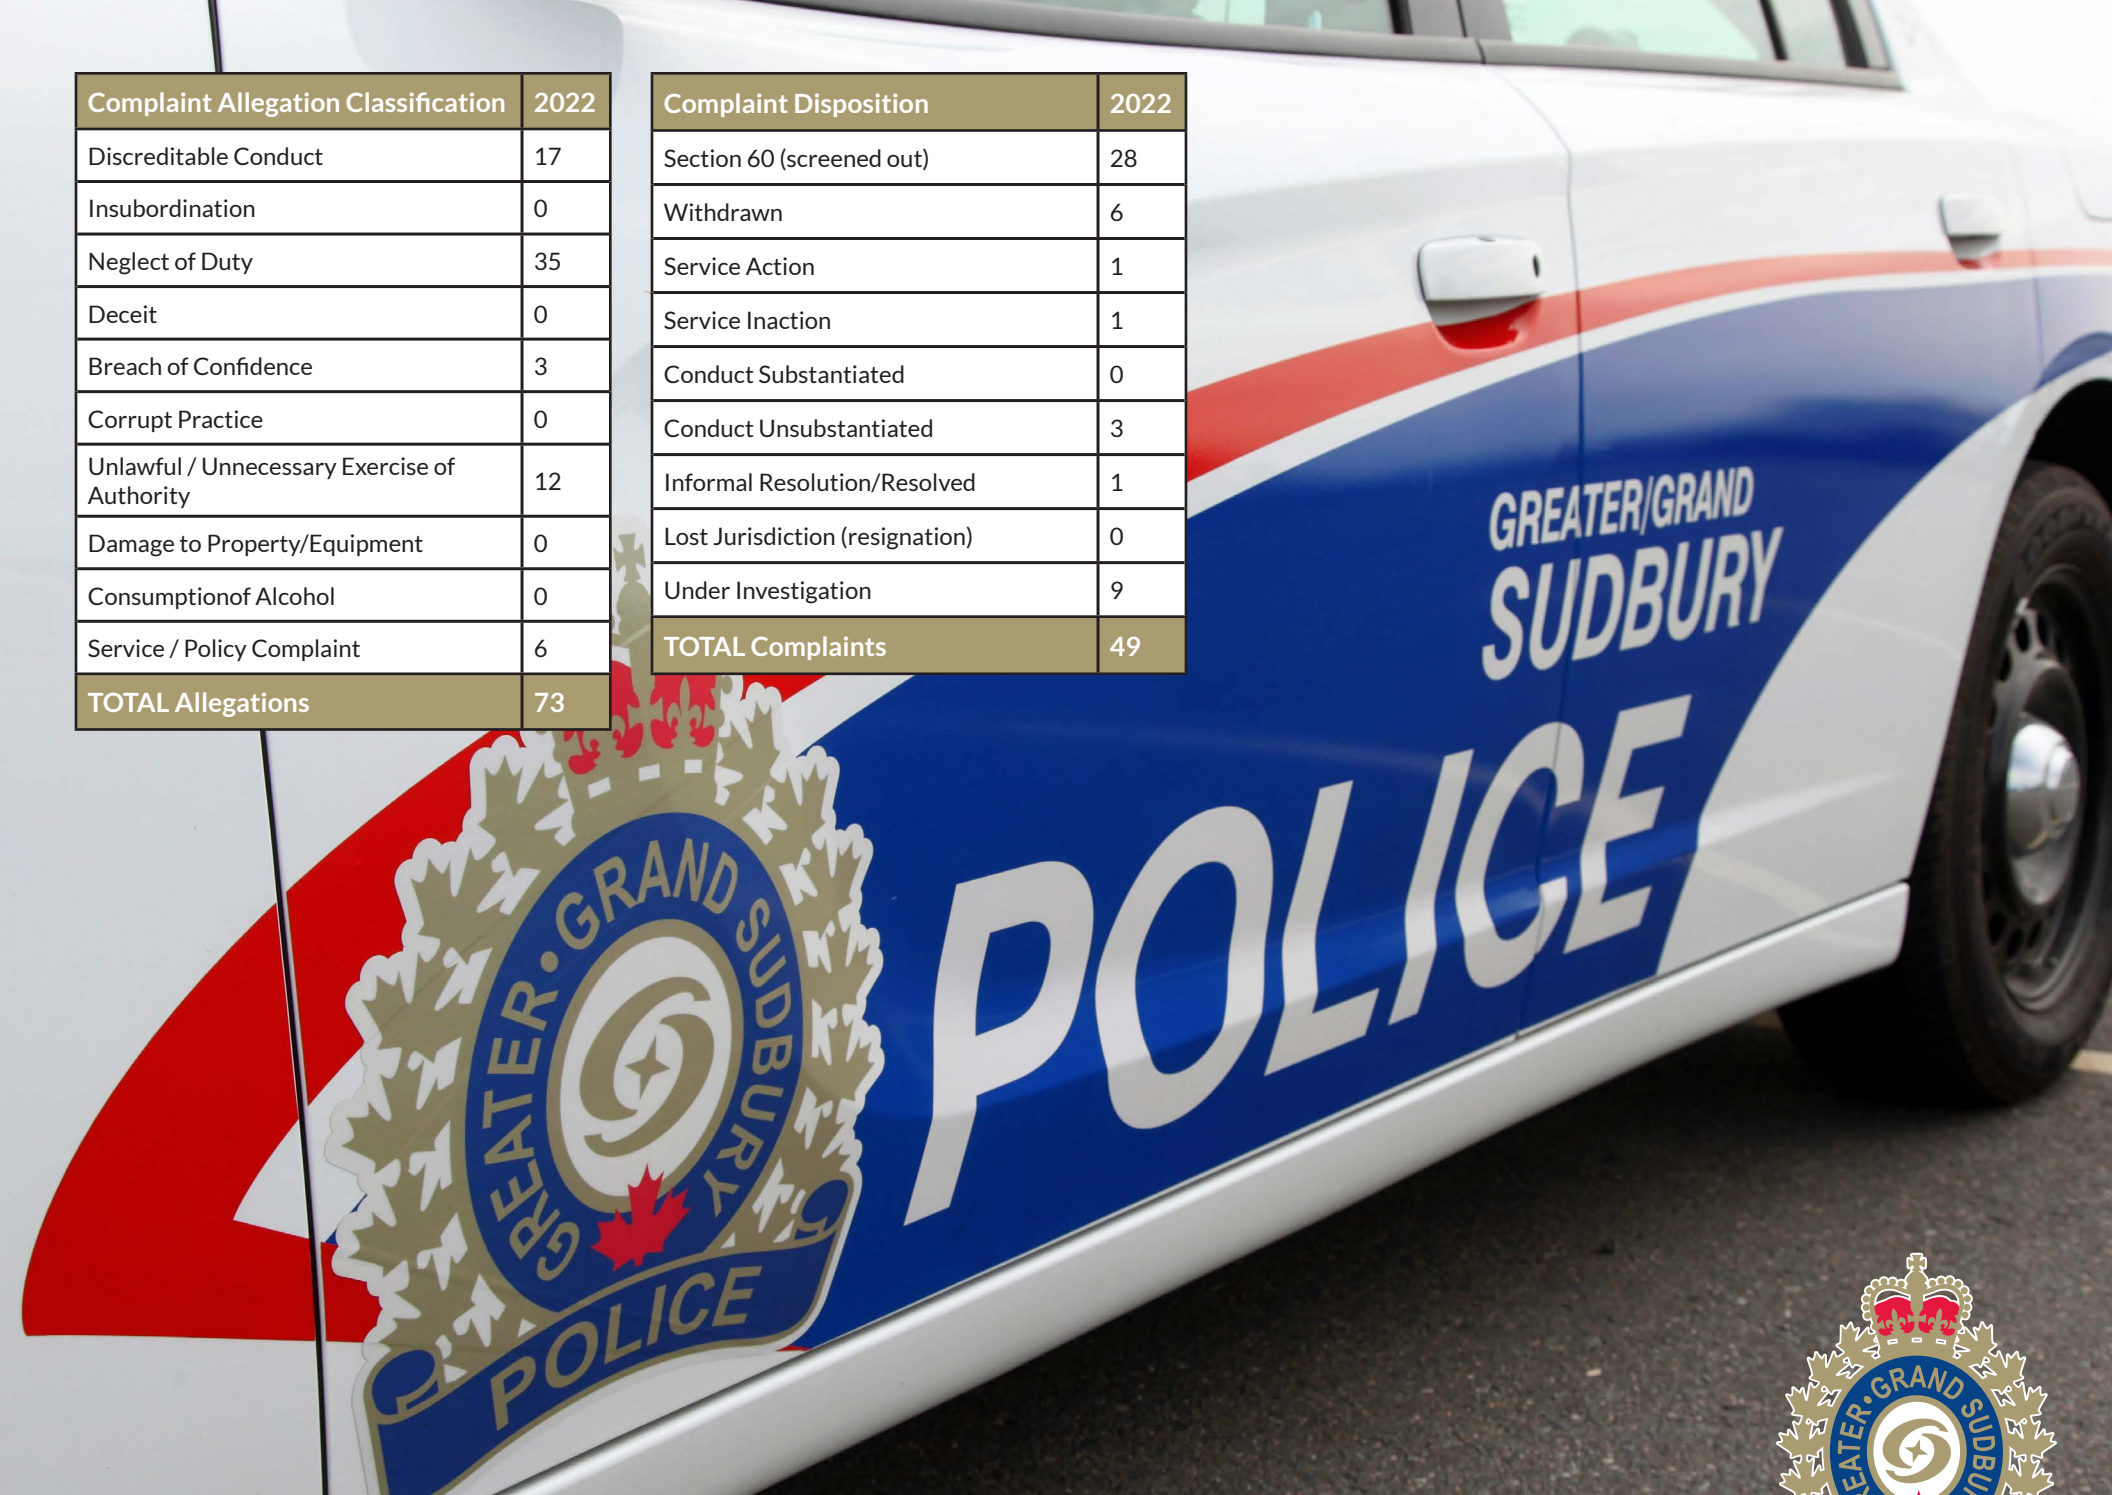 Complaint Allegation Classification 2022
Discreditable Conduct 17
Insubordination 0
Neglect of Duty 35
Deceit 0
Breach of Confidence 3
Corrupt Practice 0
Unlawful / Unnecessary Exercise of
Authority 12
Damage to Property/Equipment 0
Consumptionof Alcohol 0
Service / Policy Complaint 6
TOTAL Allegations 73
Complaint Disposition 2022
Section 60 (screened out) 28
Withdrawn 6
Service Action 1
Service Inaction 1
Conduct Substantiated 0
Conduct Unsubstantiated 3
Informal Resolution/Resolved 1
Lost Jurisdiction (resignation) 0
Under Investigation 9
TOTAL Complaints 49
GREATER/GRAND
SUDBURY
POLICE
GREATER • GRAND SUDBURY
POLICE
EATER • GRAND SUDBU